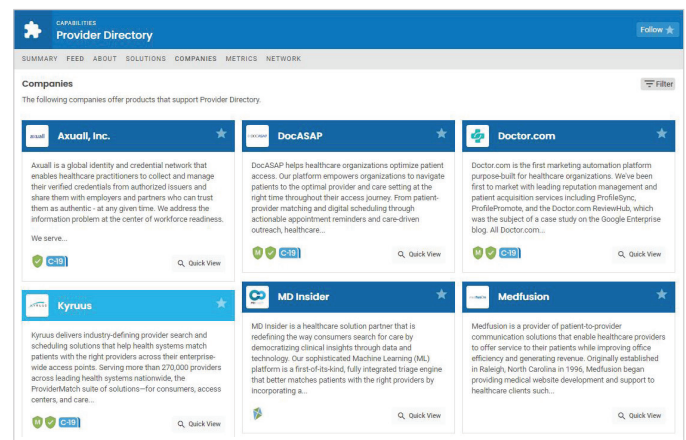 CAPABILITIES
Provider Directory
Follow
SUMMARY FEED ABOUT SOLUTIONS COMPANIES METRICS NETWORK
Companies
Filter
The following companies offer products that support Provider Directory.
axuall
Axuall, Inc.
Axuall is a global identity and credential network that
enables healthcare practitioners to collect and manage
their verified credentials from authorized issuers and
share them with employers and partners who can trust
them as authentic - at any given time. We address the
information problem at the center of workforce readiness.
We serve...
C-19
Quick View
DocASAP
DocASAP helps healthcare organizations optimize patient
access. Our platform empowers organizations to navigate
patients to the optimal provider and care setting at the
right time throughout their access journey. From patient-
provider matching and digital scheduling through
actionable appointment reminders and care-driven
outreach, healthcare...
M C-19
Quick View
Doctor.com
Doctor.com is the first marketing automation platform
purpose-built for healthcare organizations. We've been
first to market with leading reputation management and
patient acquisition services including ProfileSync,
ProfilePromote, and the Doctor.com ReviewHub, which
was the subject of a case study on the Google Enterprise
blog. All Doctor.com...
M C-19
Quick View
Kyruus
Kyruus delivers industry-defining provider search and
scheduling solutions that help health systems match
patients with the right providers across their enterprise-
wide access points. Serving more than 270,000 providers
across leading health systems nationwide, the
ProviderMatch suite of solutions—for consumers, access
centers, and care...
M C-19
Quick View
MD Insider
MD Insider is a healthcare solution partner that is
redefining the way consumers search for care by
democratizing clinical insights through data and
technology. Our sophisticated Machine Learning (ML)
platform is a first-of-its-kind, fully integrated triage engine
that better matches patients with the right providers by
incorporating a...
Quick View
Medfusion
Medfusion is a provider of patient-to-provider
communication solutions that enable healthcare providers
to offer service to their patients while improving office
efficiency and generating revenue. Originally established
in Raleigh, North Carolina in 1996, Medfusion began
providing medical website development and support to
healthcare clients such...
Quick View